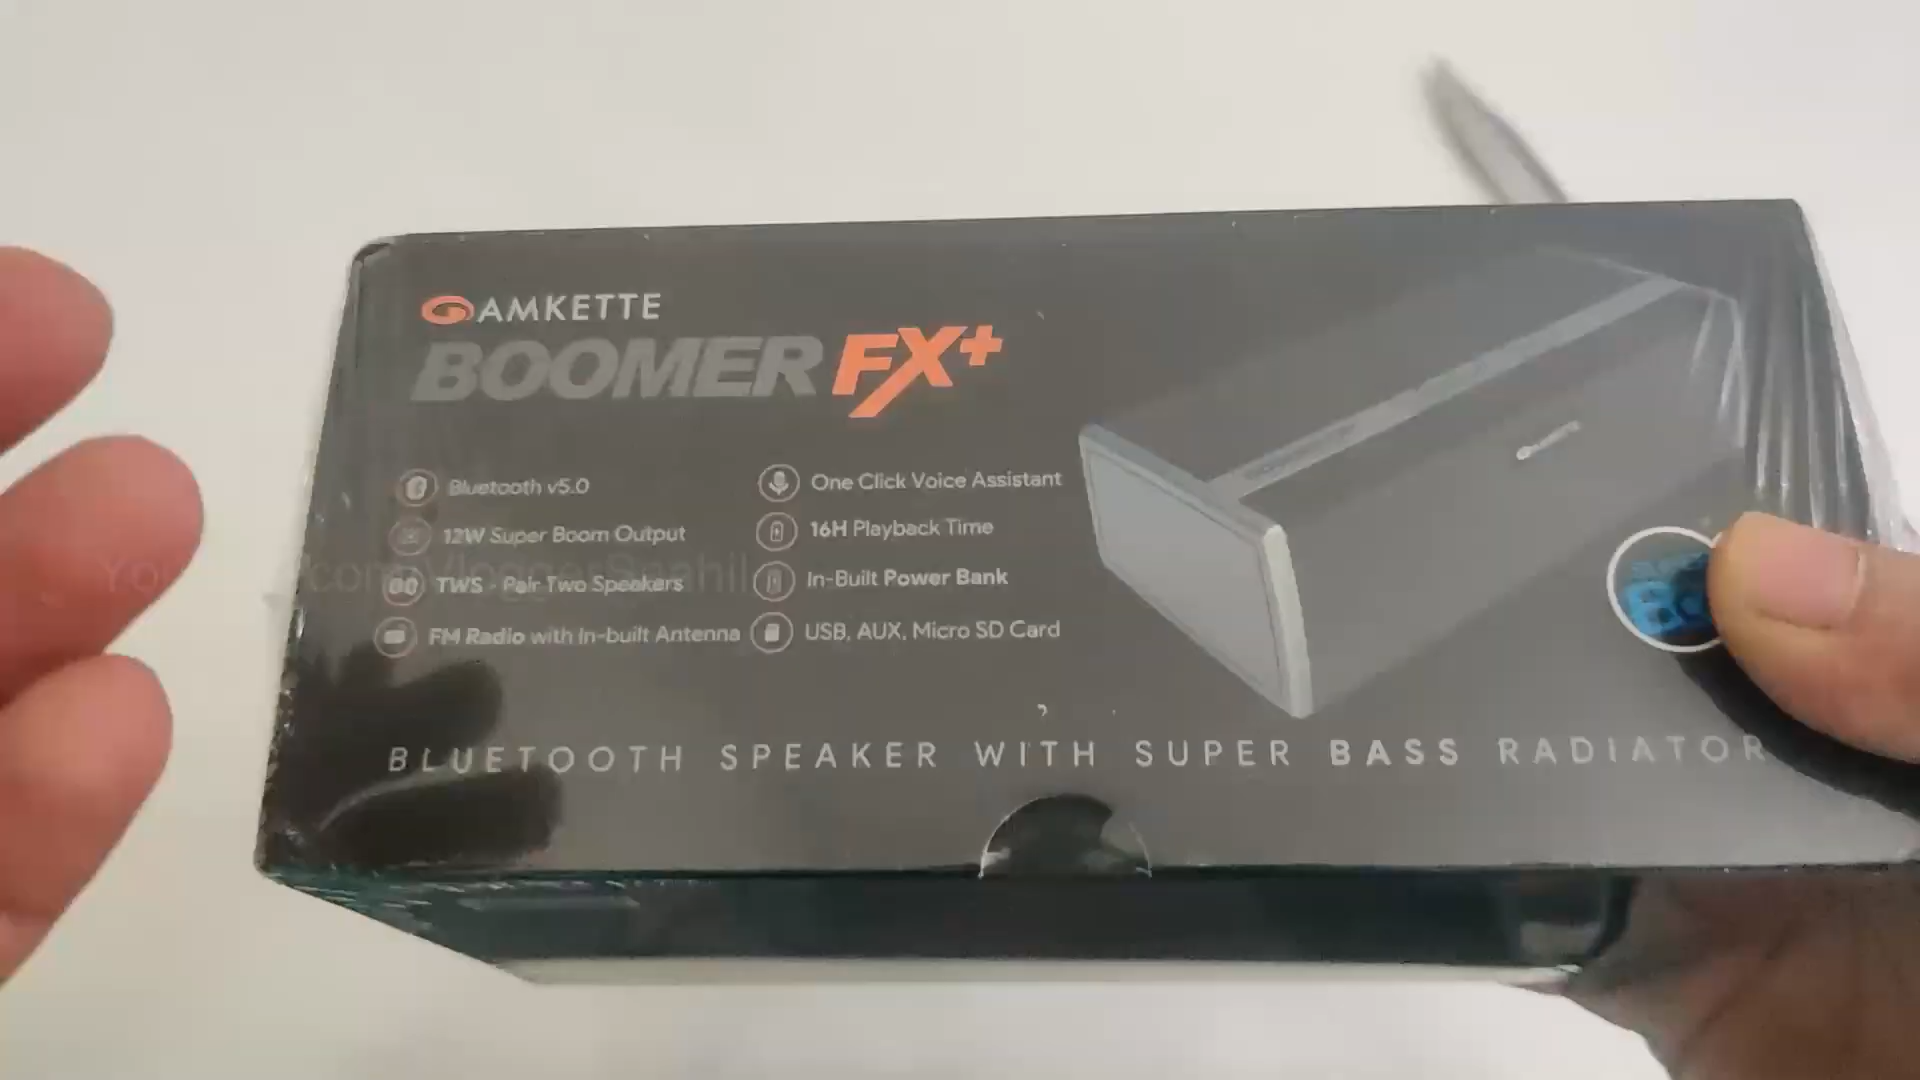 AMKETTE
BOOMER FX+
Bluetooth v5.0
12W Super Boom Output
TWS - Pair Two Speakers
FM Radio with In-built Antenna
One Click Voice Assistant
16H Playback Time
In-Built Power Bank
USB, AUX, Micro SD Card
BLUETOOTH SPEAKER WITH SUPER BASS RADIATOR